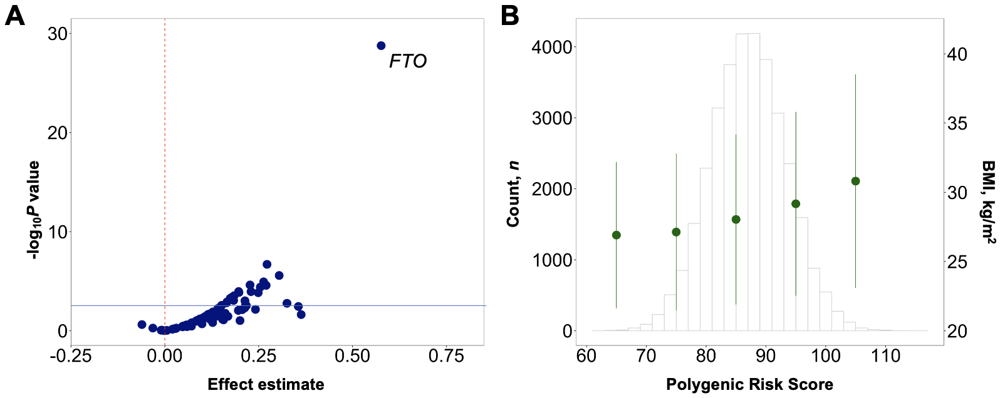 A
30
20
10
0
-0.25 0.00 0.25 0.50 0.75
-log10P value
Effect estimate
FTO
B
4000
3000
2000
1000
0
Count, n
40
35
30
25
20
BMI, kg/m2
60 70 80 90 100 110
Polygenic Risk Score